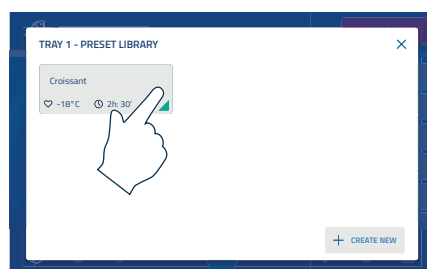 TRAY 1 - PRESET LIBRARY
Croissant
-18°C 2h: 30'
CREATE NEW